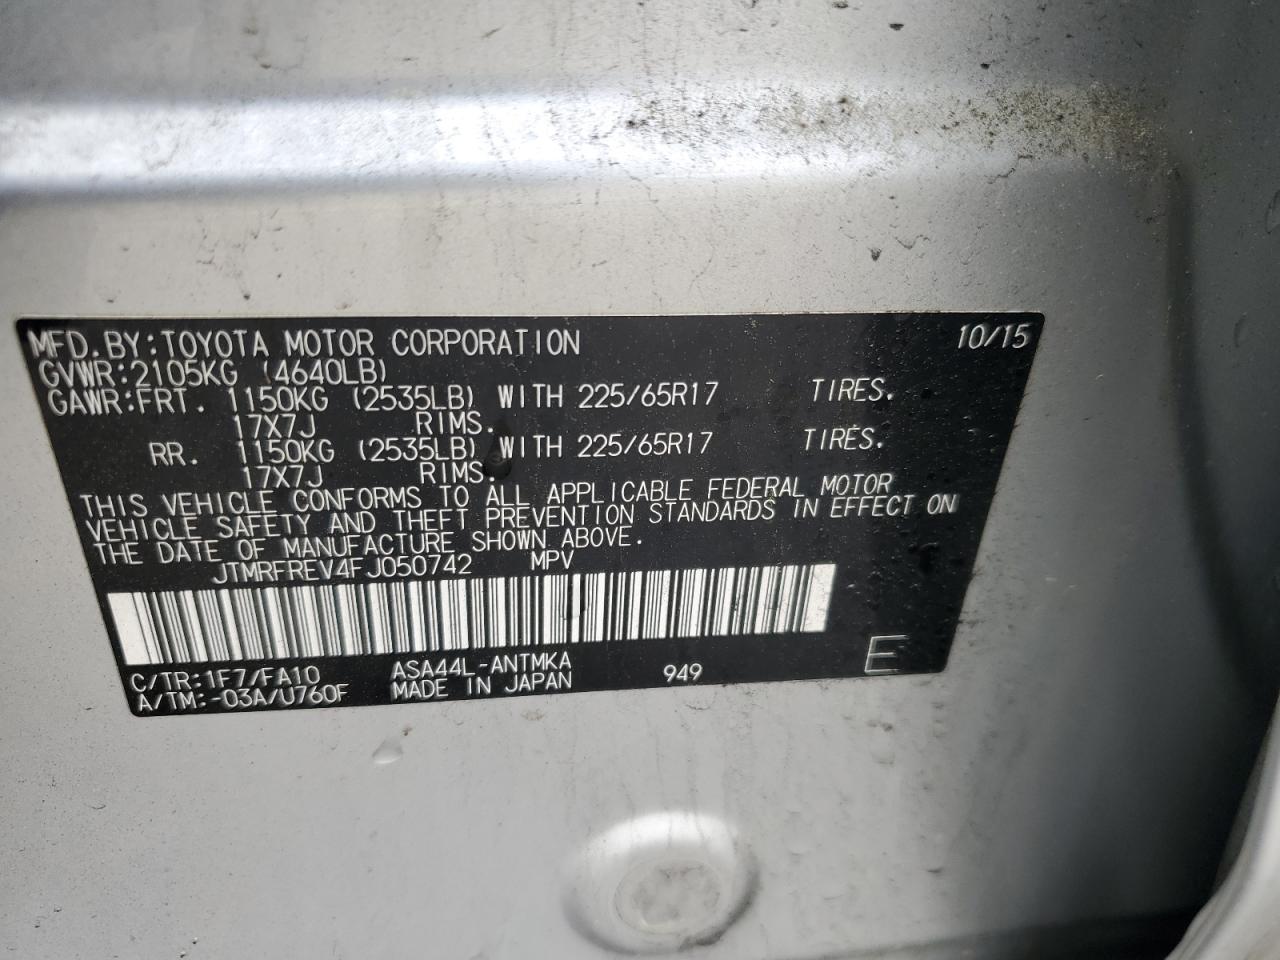 MFD. BY: TOYOTA MOTOR CORPORATION 10/15
GVWR: 2105KG (4640LB)
GAWR: FRT. 1150KG (2535LB) WITH 225/65R17 TIRES.
17X7J RIMS.
RR. 1150KG (2535LB) WITH 225/65R17 TIRES.
17X7J RIMS.
THIS VEHICLE CONFORMS TO ALL APPLICABLE FEDERAL MOTOR
VEHICLE SAFETY AND THEFT PREVENTION STANDARDS IN EFFECT ON
THE DATE OF MANUFACTURE SHOWN ABOVE.
JTMRFREV4FJ050742 MPV
C/TR: 1F7/FA10 ASA44L-ANTMKA 949 E
A/TM: -03A/U760F MADE IN JAPAN